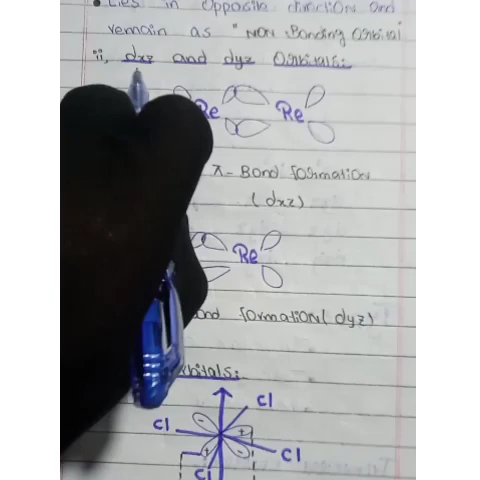 Lies in opposite direction and
remain as "NON Bonding Orbital
ii, dxz and dyz Orbitals:
Re Re
π-Bond formation
(dxz)
Re
ond formation(dyz)
rbitals:
Cl
- Cl
+
+ - Cl
Cl